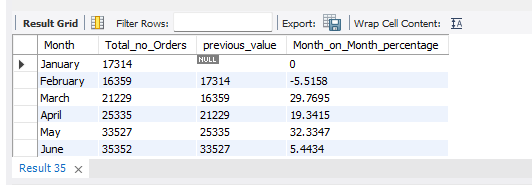 Result Grid Filter Rows: Export: Wrap Cell Content: IA
Month Total_no_Orders previous_value Month_on_Month_percentage
January 17314 NULL 0
February 16359 17314 -5.5158
March 21229 16359 29.7695
April 25335 21229 19.3415
May 33527 25335 32.3347
June 35352 33527 5.4434
Result 35 ×